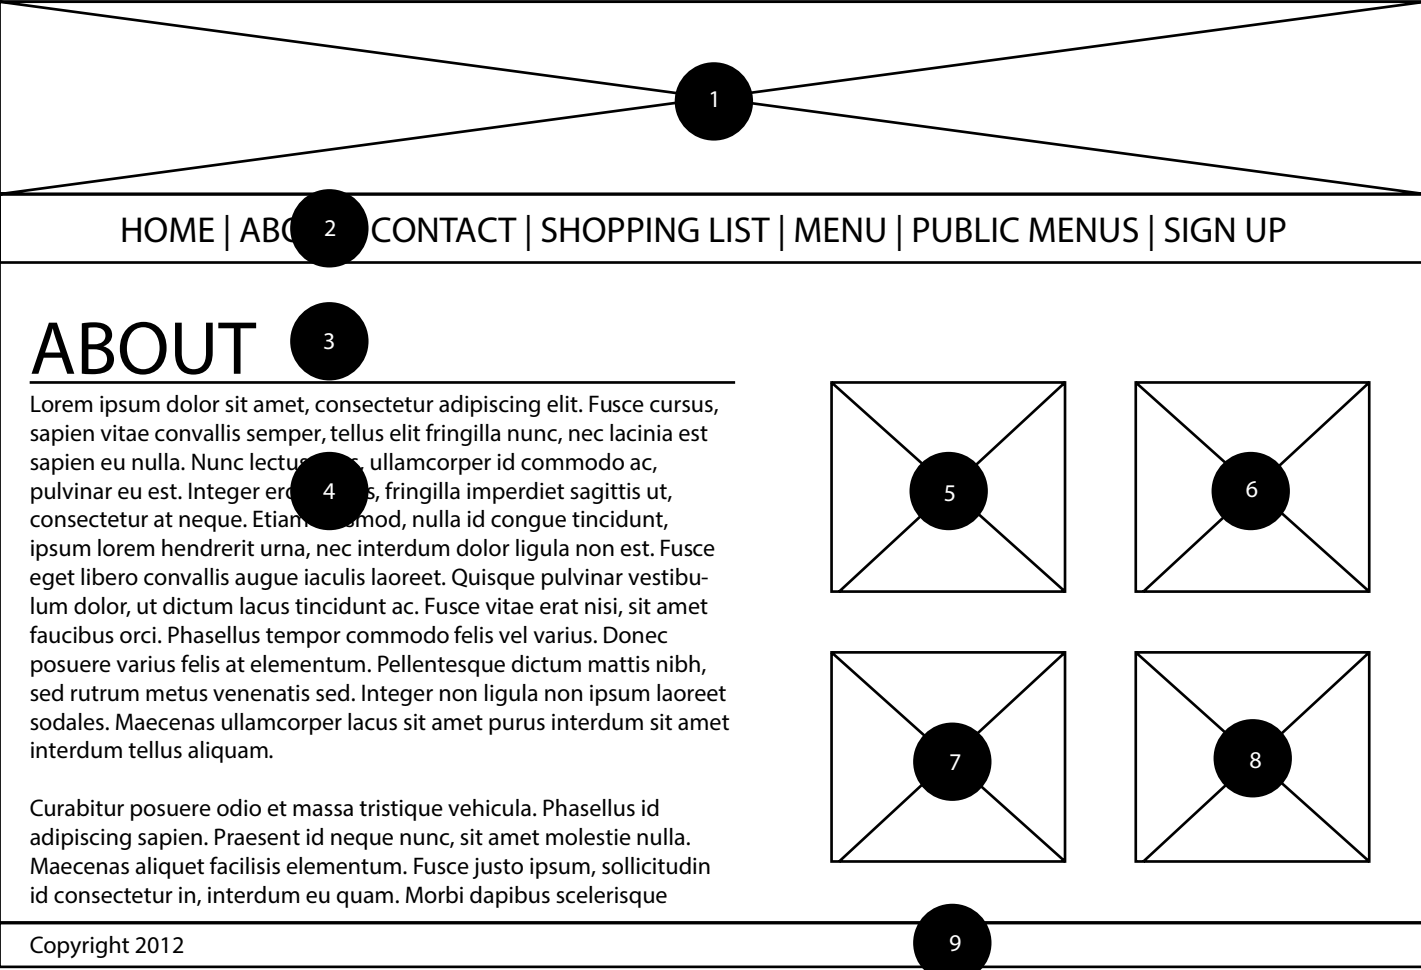 1
HOME | ABO 2 CONTACT | SHOPPING LIST | MENU | PUBLIC MENUS | SIGN UP
ABOUT 3
Lorem ipsum dolor sit amet, consectetur adipiscing elit. Fusce cursus,
sapien vitae convallis semper, tellus elit fringilla nunc, nec lacinia est
sapien eu nulla. Nunc lectus , ullamcorper id commodo ac,
pulvinar eu est. Integer 4 fringilla imperdiet sagittis ut,
consectetur at neque. Etiam , nulla id congue tincidunt,
ipsum lorem hendrerit urna, nec interdum dolor ligula non est. Fusce
eget libero convallis augue iaculis laoreet. Quisque pulvinar vestibu-
lum dolor, ut dictum lacus tincidunt ac. Fusce vitae erat nisi, sit amet
faucibus orci. Phasellus tempor commodo felis vel varius. Donec
posuere varius felis at elementum. Pellentesque dictum mattis nibh,
sed rutrum metus venenatis sed. Integer non ligula non ipsum laoreet
sodales. Maecenas ullamcorper lacus sit amet purus interdum sit amet
interdum tellus aliquam.
Curabitur posuere odio et massa tristique vehicula. Phasellus id
adipiscing sapien. Praesent id neque nunc, sit amet molestie nulla.
Maecenas aliquet facilisis elementum. Fusce justo ipsum, sollicitudin
id consectetur in, interdum eu quam. Morbi dapibus scelerisque
5
6
7
8
Copyright 2012
9